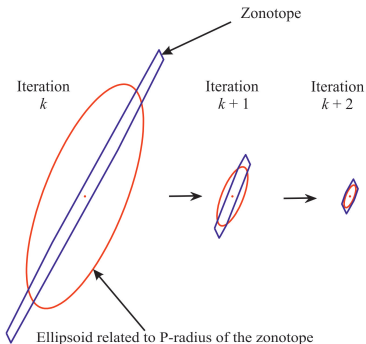 Zonotope
Iteration
k
Iteration
k + 1
Iteration
k + 2
Ellipsoid related to P-radius of the zonotope